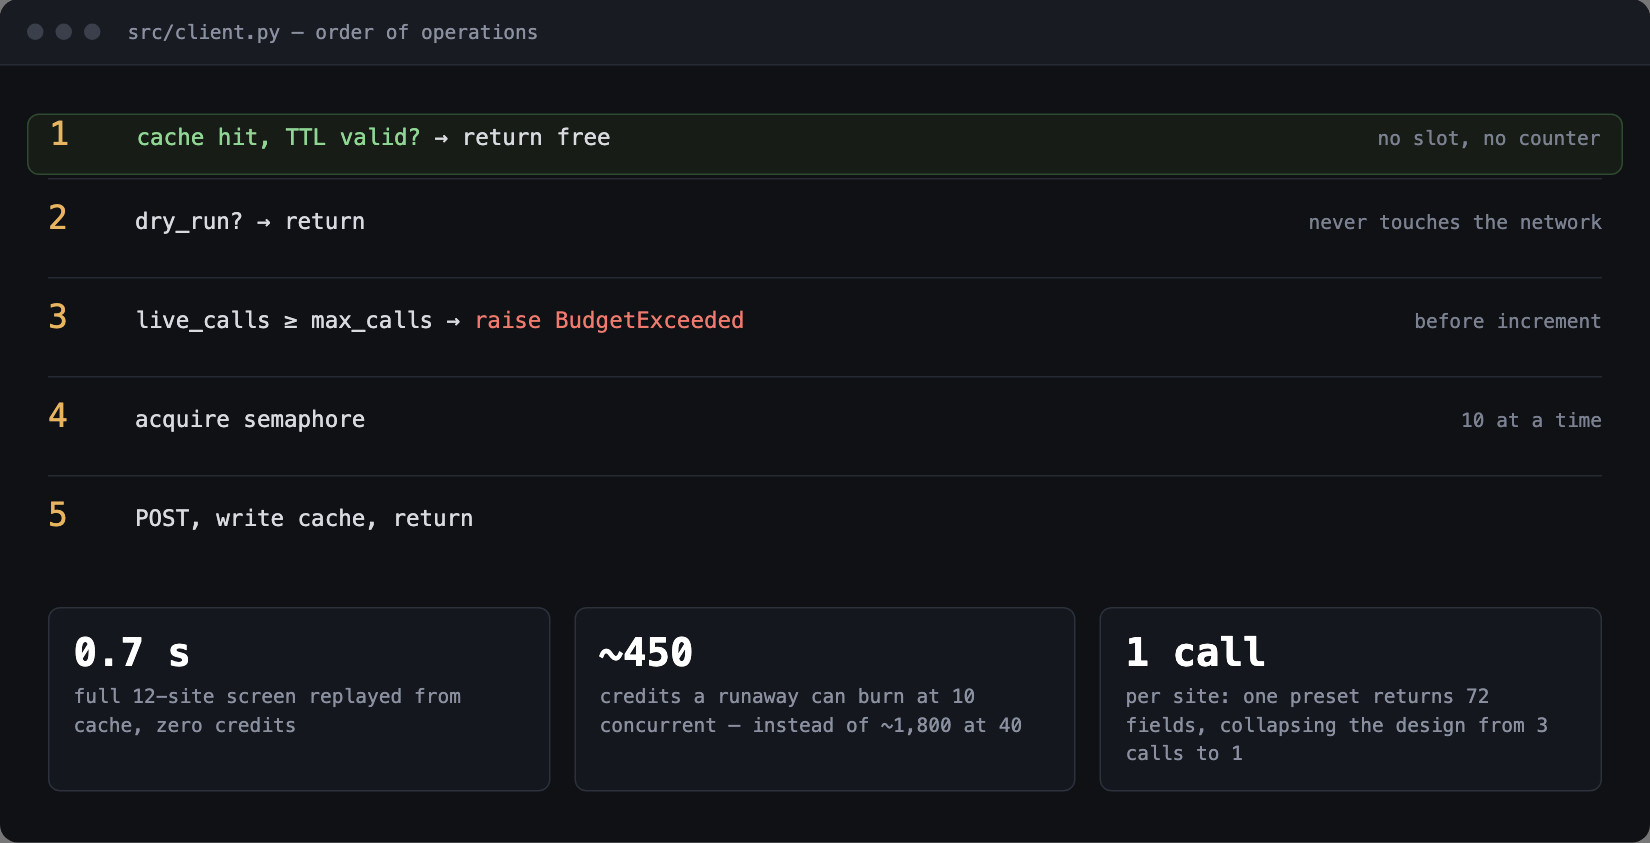 src/client.py — order of operations
1 cache hit, TTL valid? → return free no slot, no counter
2 dry_run? → return never touches the network
3 live_calls ≥ max_calls → raise BudgetExceeded before increment
4 acquire semaphore 10 at a time
5 POST, write cache, return
0.7 s
full 12-site screen replayed from
cache, zero credits
~450
credits a runaway can burn at 10
concurrent — instead of ~1,800 at 40
1 call
per site: one preset returns 72
fields, collapsing the design from 3
calls to 1